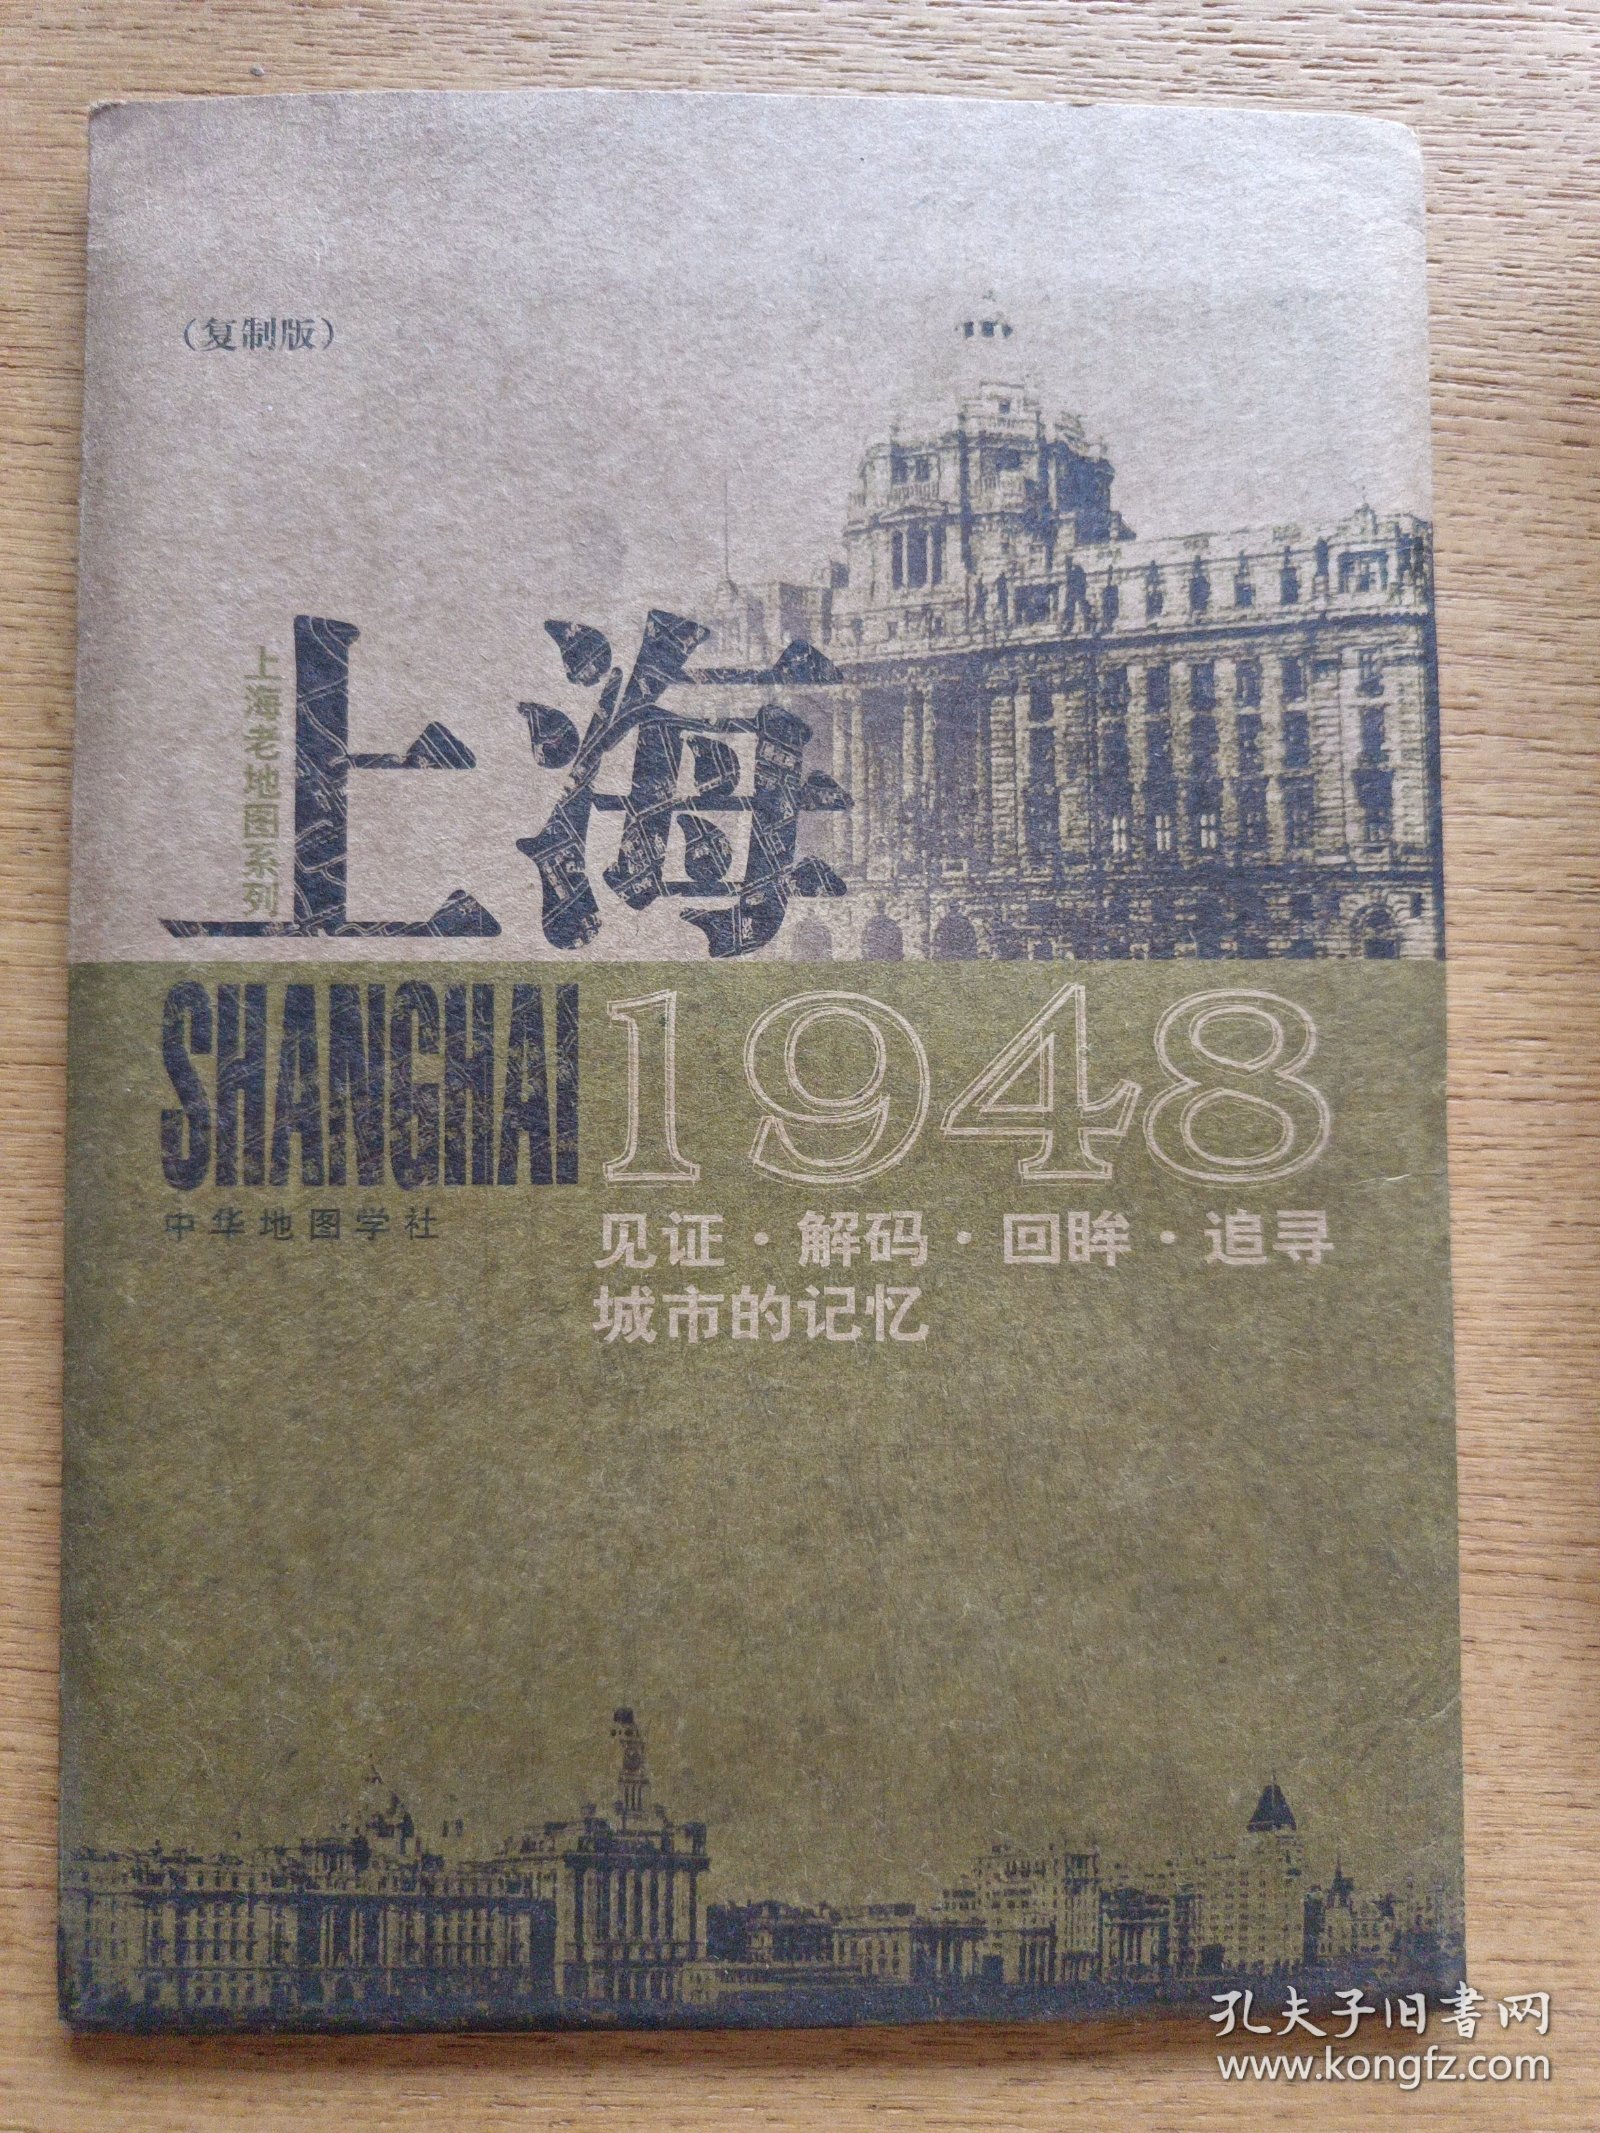 （复制版）
上海老地图系列
上海
SHANGHAI
1948
中华地图学社
见证·解码·回眸·追寻
城市的记忆
孔夫子旧书网
www.kongfz.com